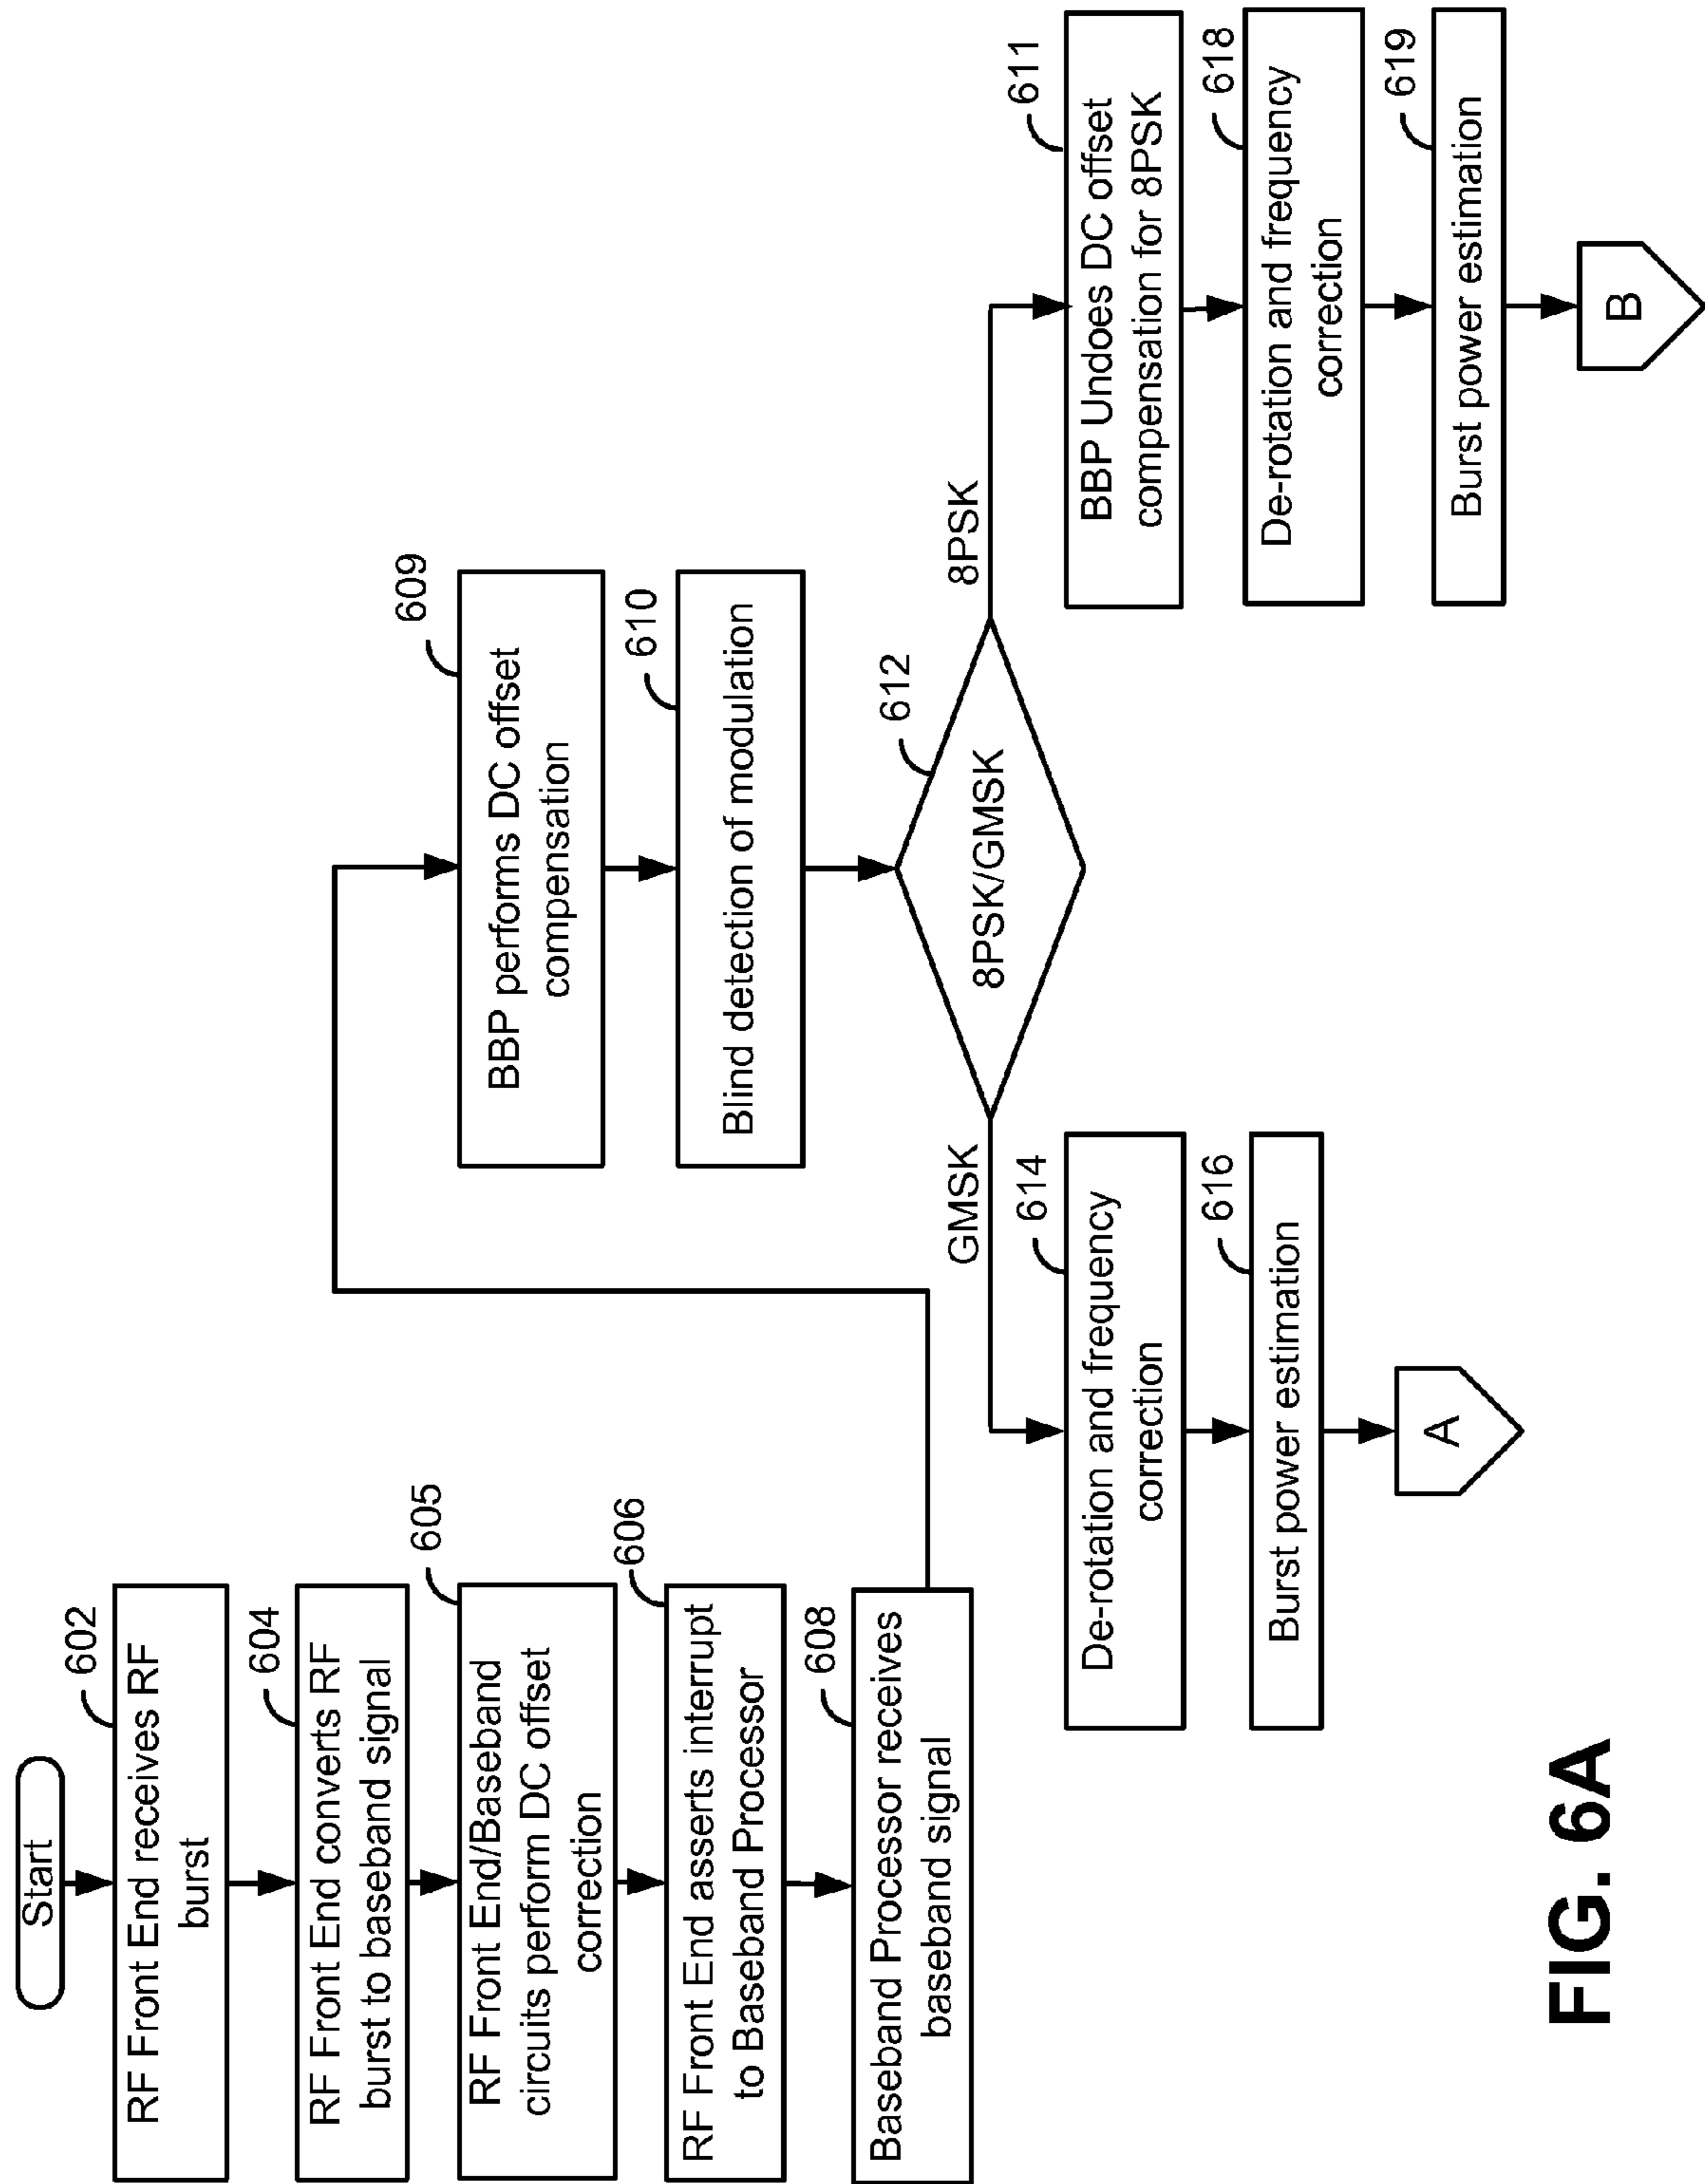 Start
602
RF Front End receives RF
burst
604
RF Front End converts RF
burst to baseband signal
605
RF Front End/Baseband
circuits perform DC offset
correction
606
RF Front End asserts interrupt
to Baseband Processor
608
Baseband Processor receives
baseband signal
609
BBP performs DC offset
compensation
610
Blind detection of modulation
612
8PSK/GMSK
GMSK
8PSK
614
De-rotation and frequency
correction
616
Burst power estimation
A
611
BBP Undoes DC offset
compensation for 8PSK
618
De-rotation and frequency
correction
619
Burst power estimation
B
FIG. 6A